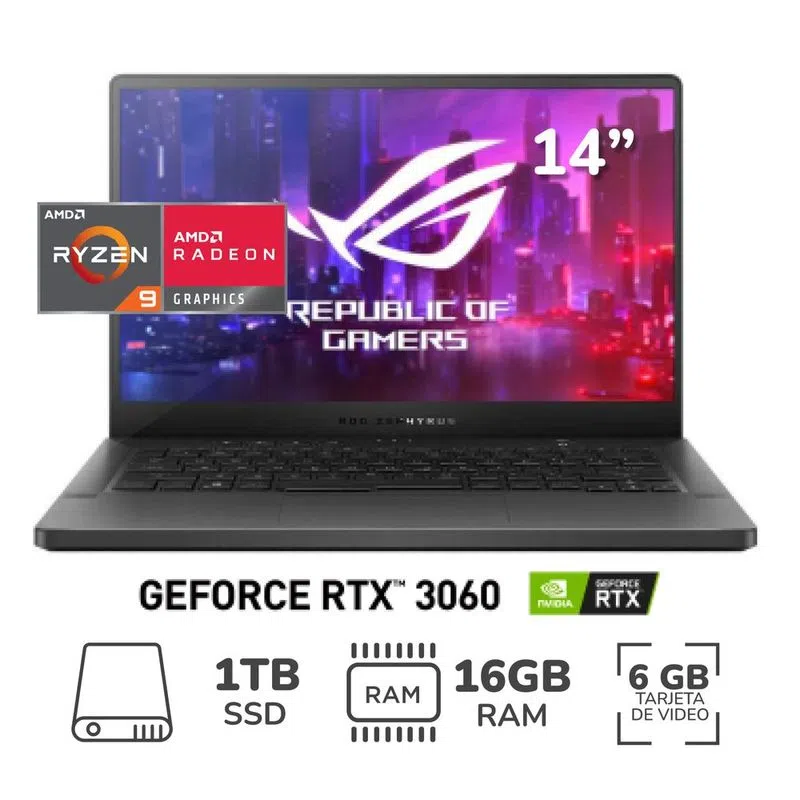 14”
AMD
RYZEN
9
AMD
RADEON
GRAPHICS
REPUBLIC OF
GAMERS
ROG ZEPHYRUS
GEFORCE RTX™ 3060
NVIDIA
GEFORCE
RTX
1TB
SSD
RAM
16GB
RAM
6 GB
TARJETA
DE VIDEO